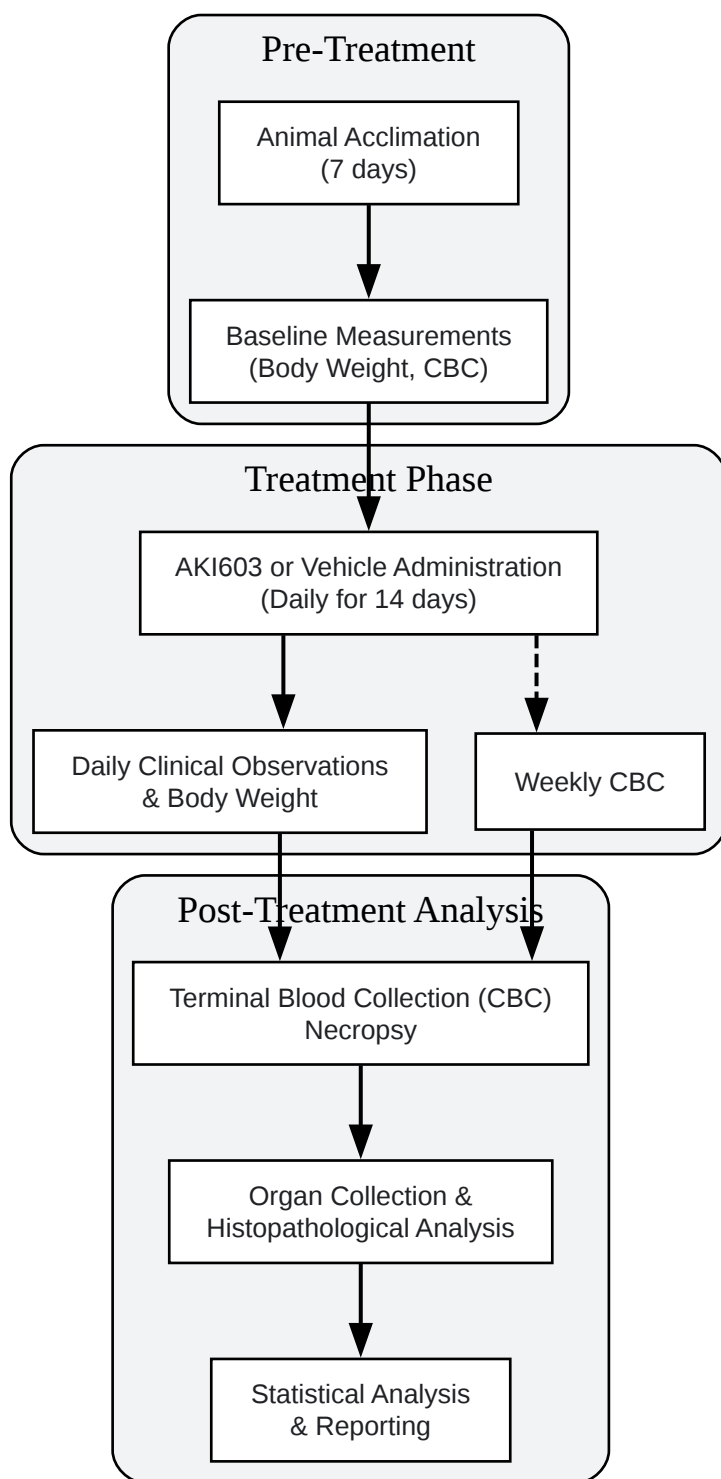 Pre-Treatment
Animal Acclimation
(7 days)
Baseline Measurements
(Body Weight, CBC)
Treatment Phase
AKI603 or Vehicle Administration
(Daily for 14 days)
Daily Clinical Observations
& Body Weight
Weekly CBC
Post-Treatment Analysis
Terminal Blood Collection (CBC)
Necropsy
Organ Collection &
Histopathological Analysis
Statistical Analysis
& Reporting